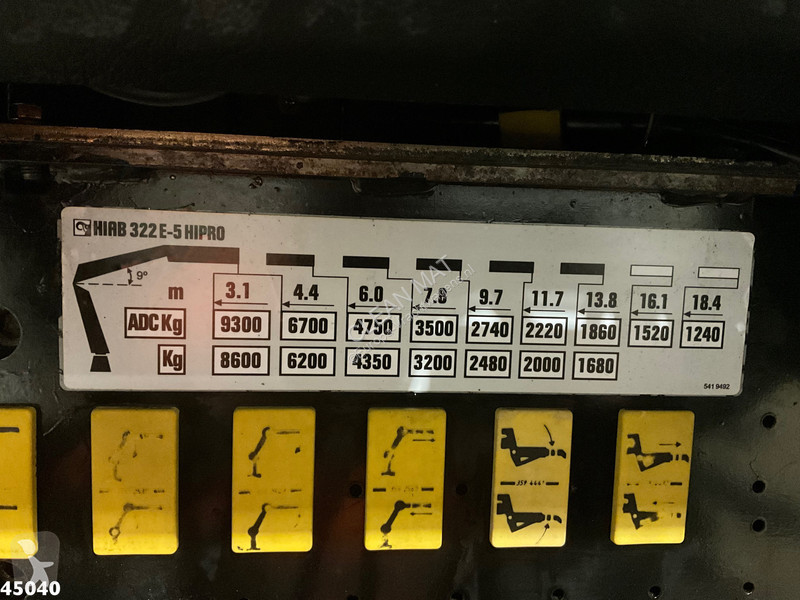 HIAB 322 E-5 HIPRO
9°
m 3.1 4.4 6.0 7.8 9.7 11.7 13.8 16.1 18.4
ADC Kg 9300 6700 4750 3500 2740 2220 1860 1520 1240
Kg 8600 6200 4350 3200 2480 2000 1680
541 9492
45040